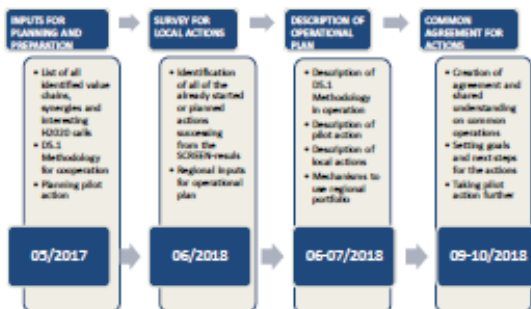 INPUTS FOR
PLANNING AND
PREPARATION
• List of all
identified value
chains,
synergies and
interesting
H2020 calls
• D5.1
Methodology
for cooperation
• Planning pilot
action
05/2017
SURVEY FOR
LOCAL ACTIONS
• Identification
of all of the
already started
or planned
actions
successing
from the
SCREEN-resuls
• Regional inputs
for operational
plan
06/2018
DESCRIPTION OF
OPERATIONAL
PLAN
• Description of
D5.1
Methodology
in operation
• Description of
pilot action
• Description of
local actions
• Mechanisms to
use regional
portfolio
06-07/2018
COMMON
AGREEMENT FOR
ACTIONS
• Creation of
agreement and
shared
understanding
on common
operations
• Setting goals
and next steps
for the actions
• Taking pilot
action further
09-10/2018